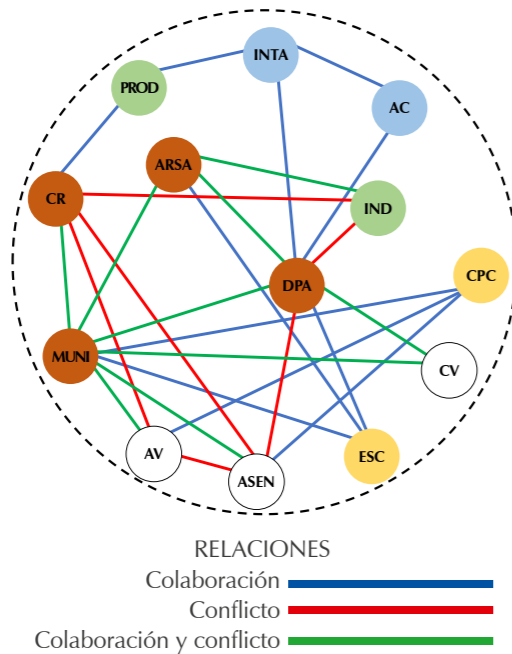 INTA
PROD
AC
ARSA
CR
IND
CPC
DPA
MUNI
CV
AV
ESC
ASEN
RELACIONES
Colaboración
Conflicto
Colaboración y conflicto